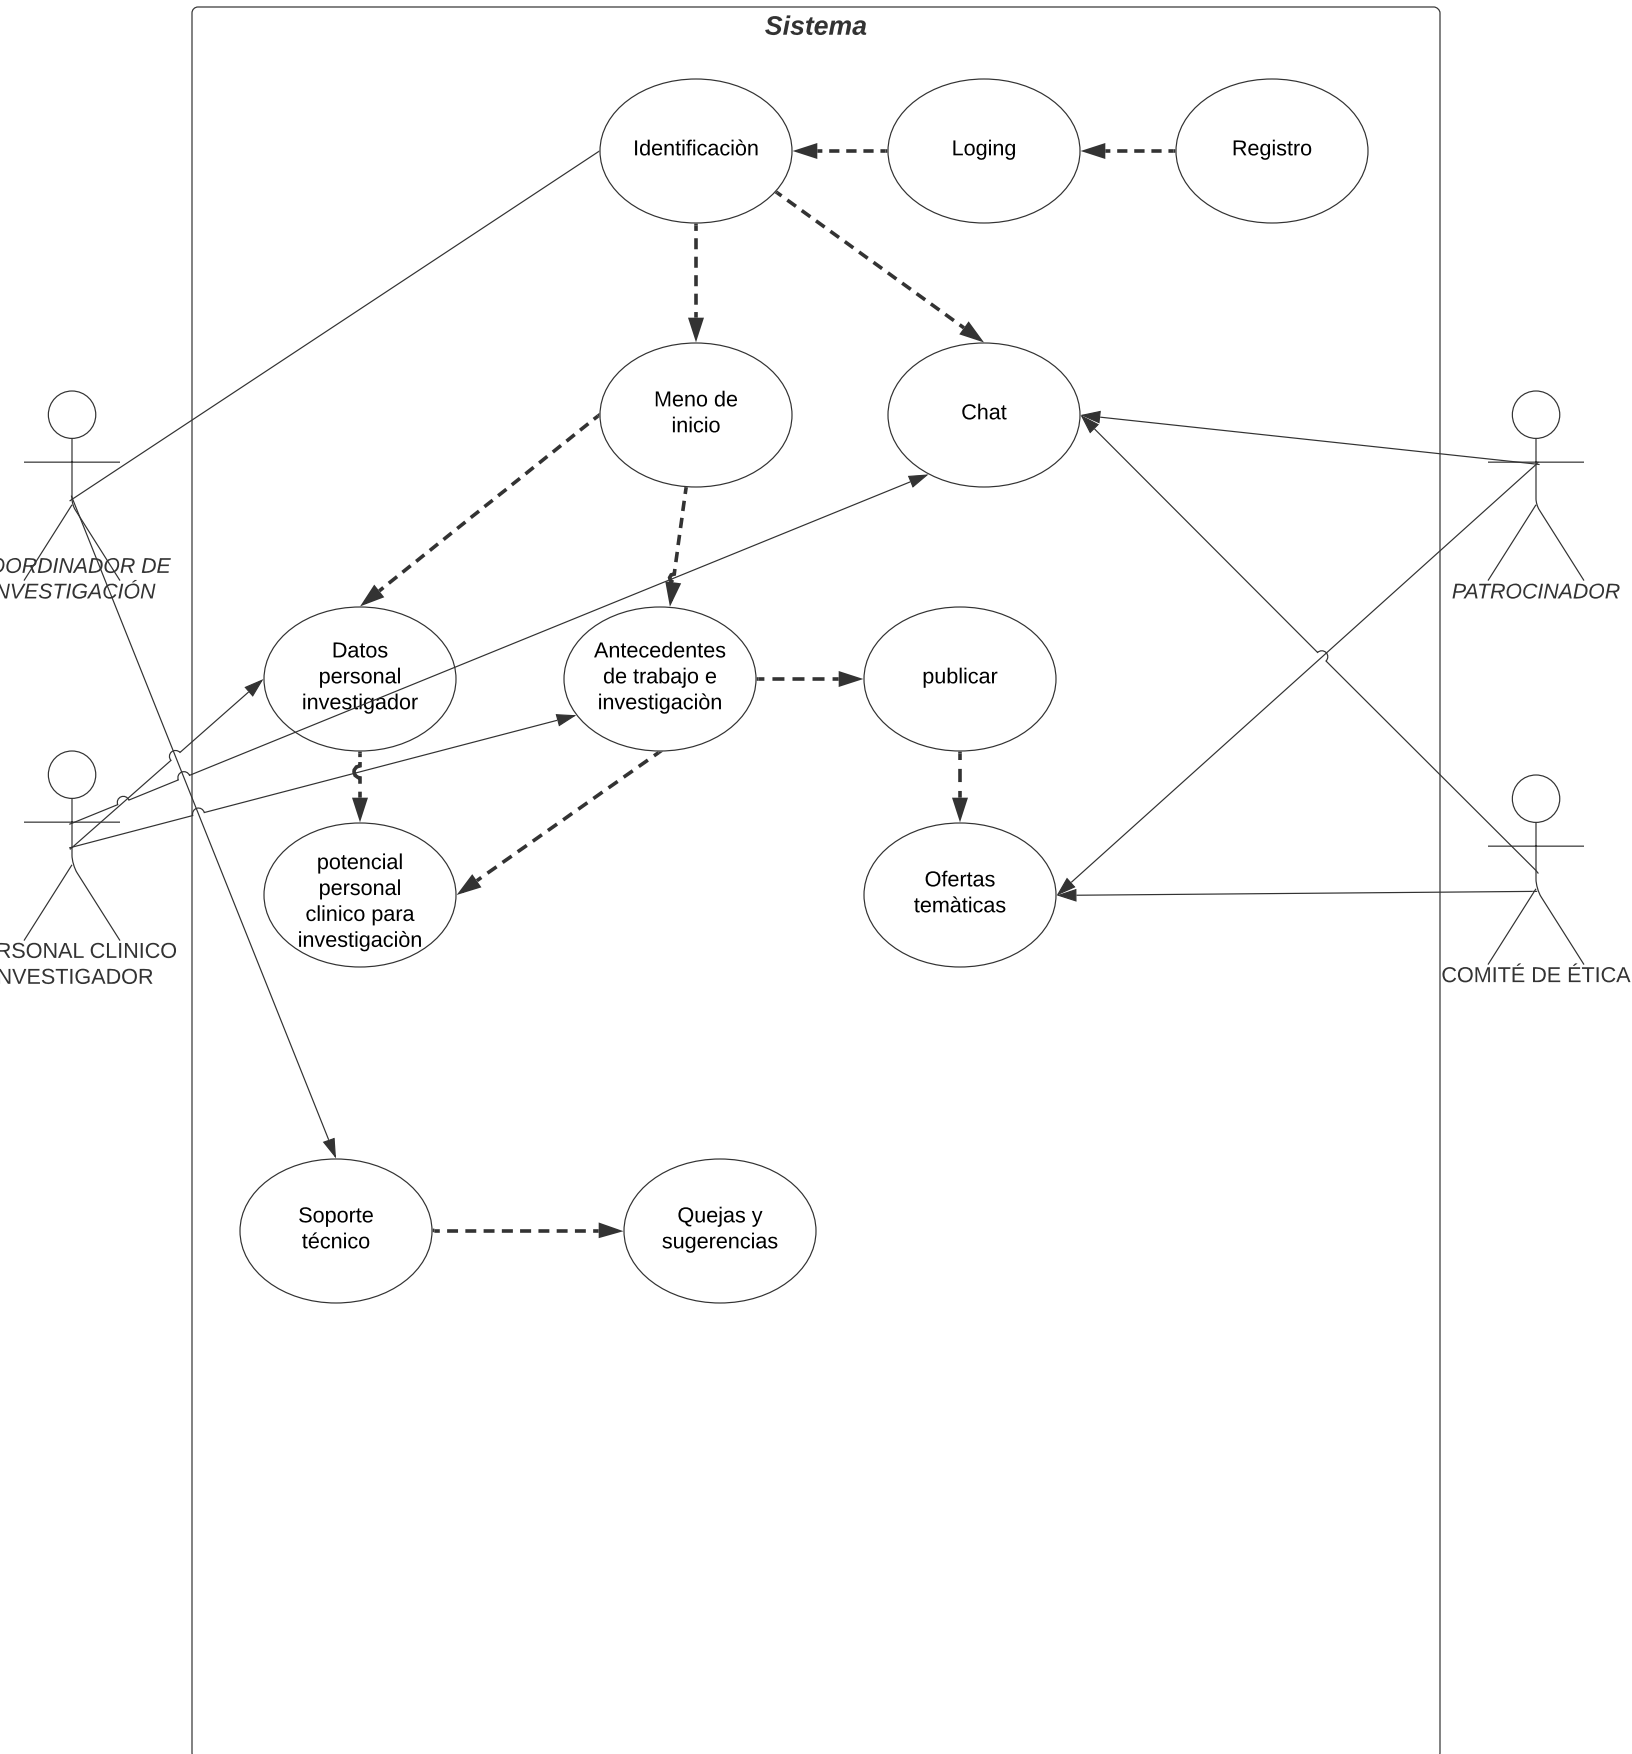 Sistema
Identificaciòn
Loging
Registro
Meno de
inicio
Chat
OORDINADOR DE
NVESTIGACIÓN
PATROCINADOR
Datos
personal
investigador
Antecedentes
de trabajo e
investigaciòn
publicar
potencial
personal
clinico para
investigaciòn
Ofertas
temàticas
RSONAL CLINICO
NVESTIGADOR
COMITÉ DE ÉTICA
Soporte
técnico
Quejas y
sugerencias